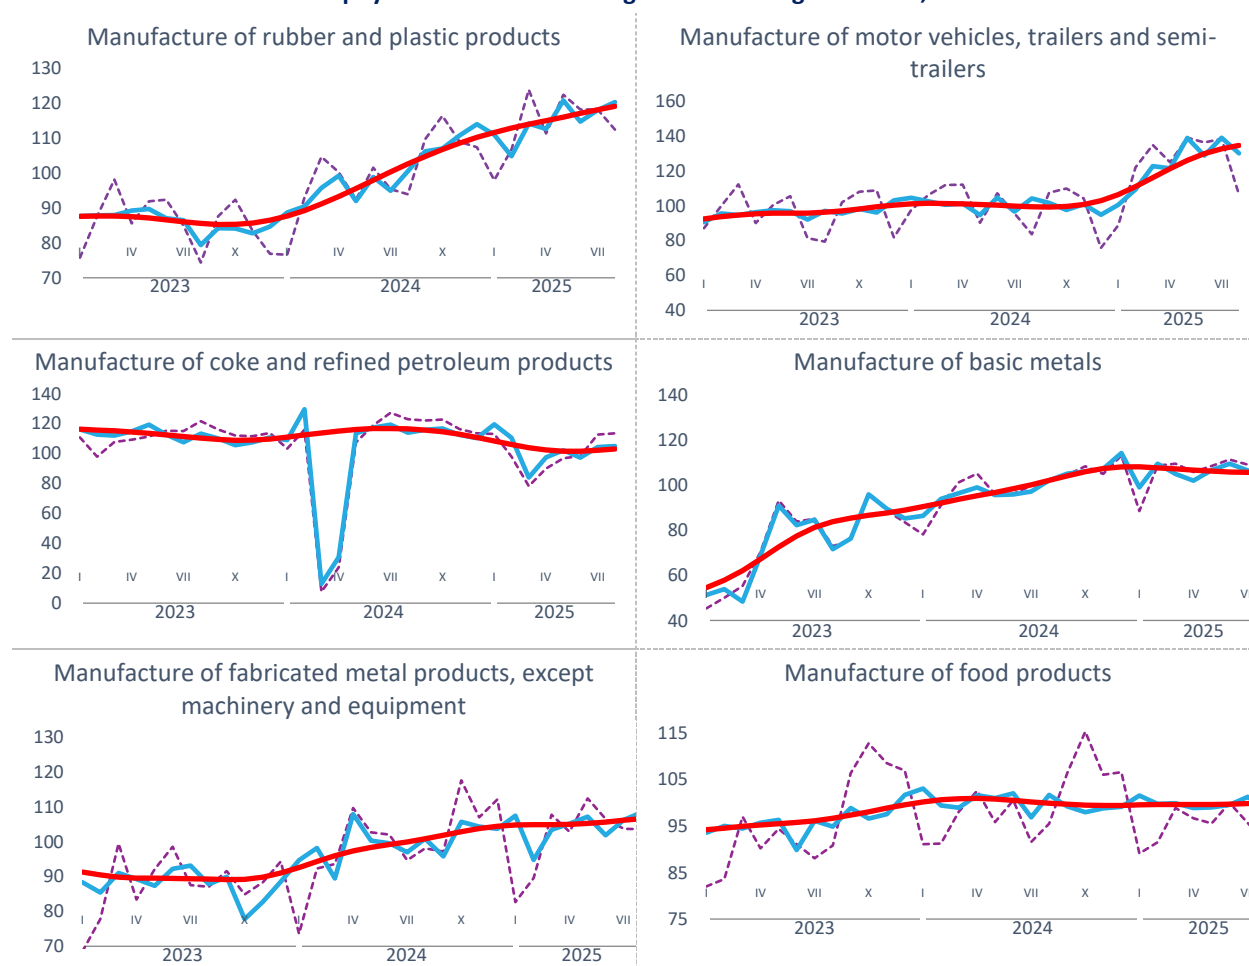 Manufacture of rubber and plastic products
130
120
110
100
90
80
70
I IV VII X I IV VII X I IV VII
2023 2024 2025
Manufacture of motor vehicles, trailers and semi-
trailers
160
140
120
100
80
60
40
I IV VII X I IV VII X I IV VII
2023 2024 2025
Manufacture of coke and refined petroleum products
140
120
100
80
60
40
20
0
I IV VII X I IV VII X I IV VII
2023 2024 2025
Manufacture of basic metals
140
120
100
80
60
40
I IV VII X I IV VII X I IV
2023 2024 2025
Manufacture of fabricated metal products, except
machinery and equipment
130
120
110
100
90
80
70
I IV VII X I IV VII X I IV VII
2023 2024 2025
Manufacture of food products
115
105
95
85
75
I IV VII X I IV VII X I IV
2023 2024 2025